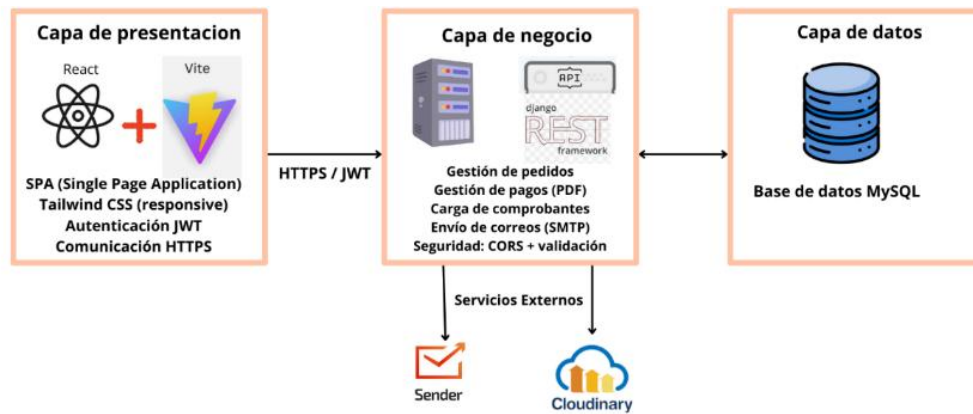 Capa de presentacion
React
Vite
SPA (Single Page Application)
Tailwind CSS (responsive)
Autenticación JWT
Comunicación HTTPS
HTTPS / JWT
Capa de negocio
API
django
REST
framework
Gestión de pedidos
Gestión de pagos (PDF)
Carga de comprobantes
Envío de correos (SMTP)
Seguridad: CORS + validación
Capa de datos
Base de datos MySQL
Servicios Externos
Sender
Cloudinary